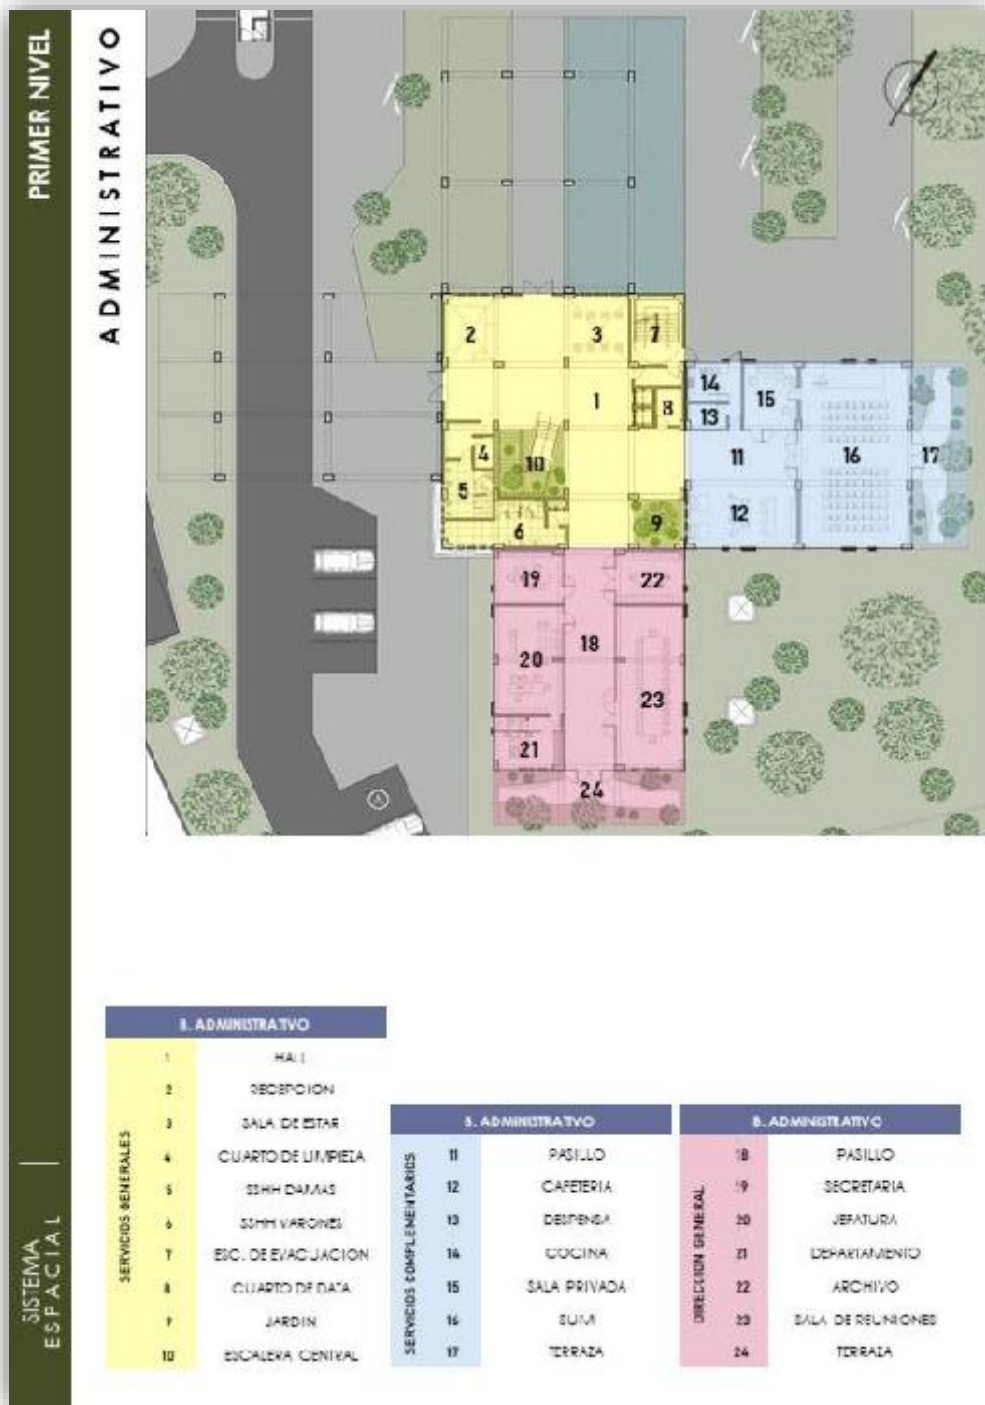 PRIMER NIVEL
ADMINISTRATIVO
SISTEMA
ESPACIAL
2
3
7
1
8
14
13
15
4
10
11
16
17
5
6
9
12
19
22
18
20
23
21
24
B. ADMINISTRATIVO
SERVICIOS GENERALES
1 HALL
2 RECEPCION
3 SALA DE ESTAR
4 CUARTO DE LIMPIEZA
5 SSHH DAMAS
6 SSHH VARONES
7 ESC. DE EVACUACION
8 CUARTO DE DATA
9 JARDIN
10 ESCALERA CENTRAL
B. ADMINISTRATIVO
SERVICIOS COMPLEMENTARIOS
11 PASILLO
12 CAFETERIA
13 DESPENSA
14 COCINA
15 SALA PRIVADA
16 SUM
17 TERRAZA
B. ADMINISTRATIVO
DIRECCION GENERAL
18 PASILLO
19 SECRETARIA
20 JEFATURA
21 DEPARTAMENTO
22 ARCHIVO
23 SALA DE REUNIONES
24 TERRAZA